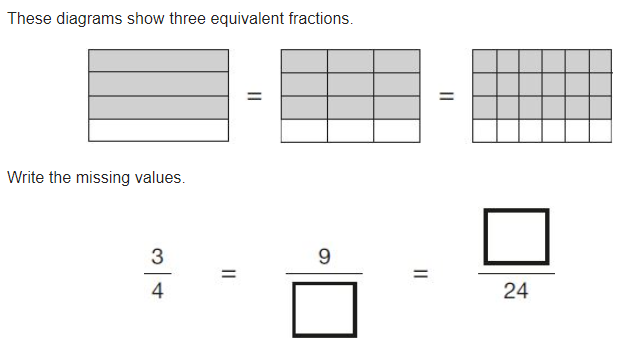 These diagrams show three equivalent fractions.
= =
Write the missing values.
3 9
= =
4 24